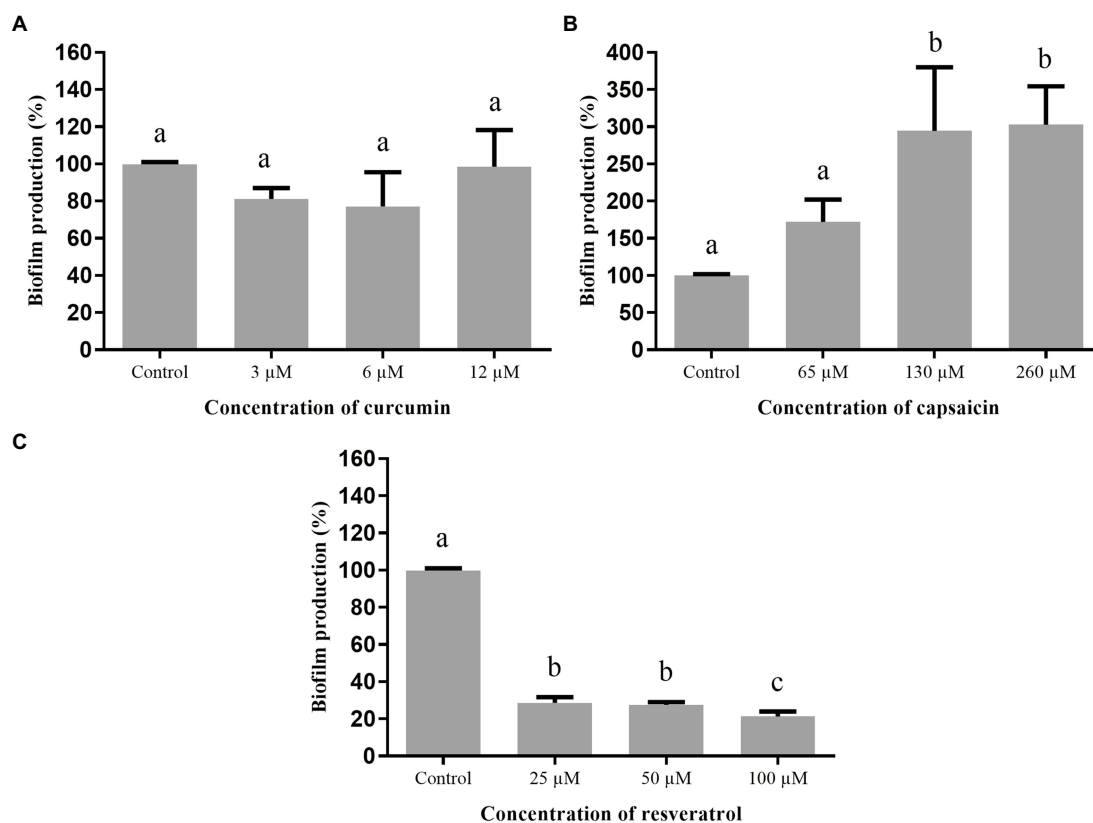 A
Biofilm production (%)
160
140
120
100
80
60
40
20
0
a
a
a
a
Control
3 µM
6 µM
12 µM
Concentration of curcumin
B
Biofilm production (%)
400
350
300
250
200
150
100
50
0
a
a
b
b
Control
65 µM
130 µM
260 µM
Concentration of capsaicin
C
Biofilm production (%)
160
140
120
100
80
60
40
20
0
a
b
b
c
Control
25 µM
50 µM
100 µM
Concentration of resveratrol